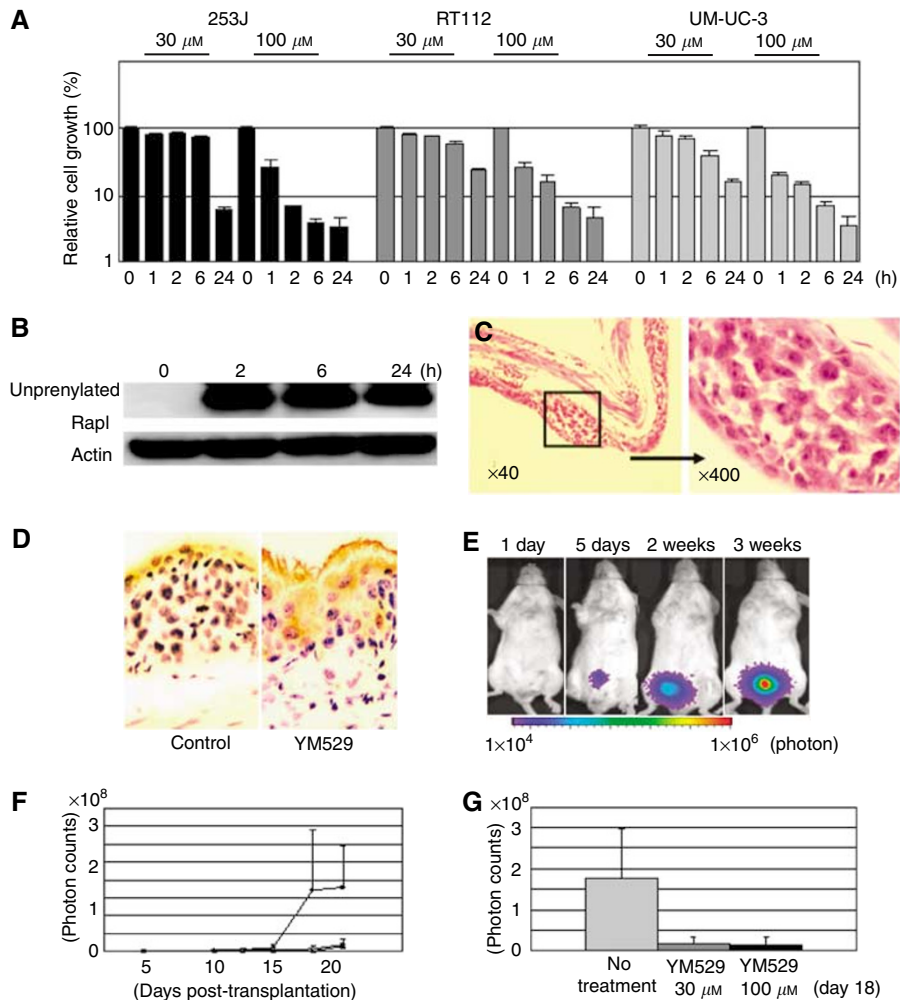 A
253J RT112 UM-UC-3
30 μM 100 μM 30 μM 100 μM 30 μM 100 μM
Relative cell growth (%)
100
10
1
0 1 2 6 24 0 1 2 6 24 0 1 2 6 24 0 1 2 6 24 0 1 2 6 24 0 1 2 6 24 (h)
B
0 2 6 24 (h)
Unprenylated
RapI
Actin
C
×40
×400
D
Control YM529
E
1 day 5 days 2 weeks 3 weeks
1×10⁴ 1×10⁶ (photon)
F
×10⁸
(Photon counts)
3
2
1
0
5 10 15 20
(Days post-transplantation)
G
×10⁸
(Photon counts)
3
2
1
0
No treatment
YM529 30 μM
YM529 100 μM
(day 18)